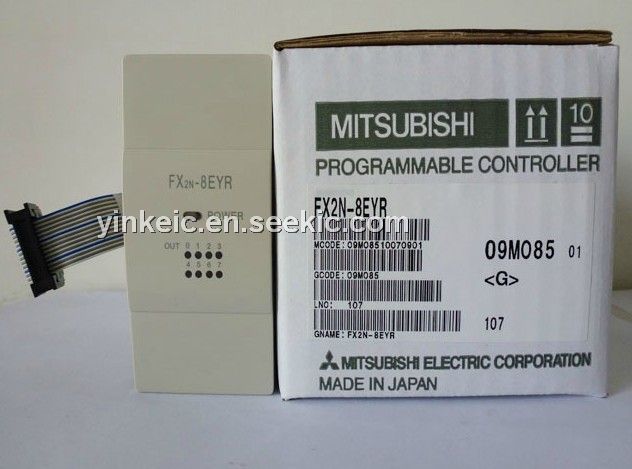 FX2N-8EYR
POWER
OUT 0 1 2 3
4 5 6 7
yinkeic.en.seekic.com
MITSUBISHI
10
PROGRAMMABLE CONTROLLER
FX2N-8EYR
MCODE: 09M08510070901
09M085 01
GCODE: 09M085
<G>
LNO: 107
107
GNAME: FX2N-8EYR
MITSUBISHI ELECTRIC CORPORATION
MADE IN JAPAN